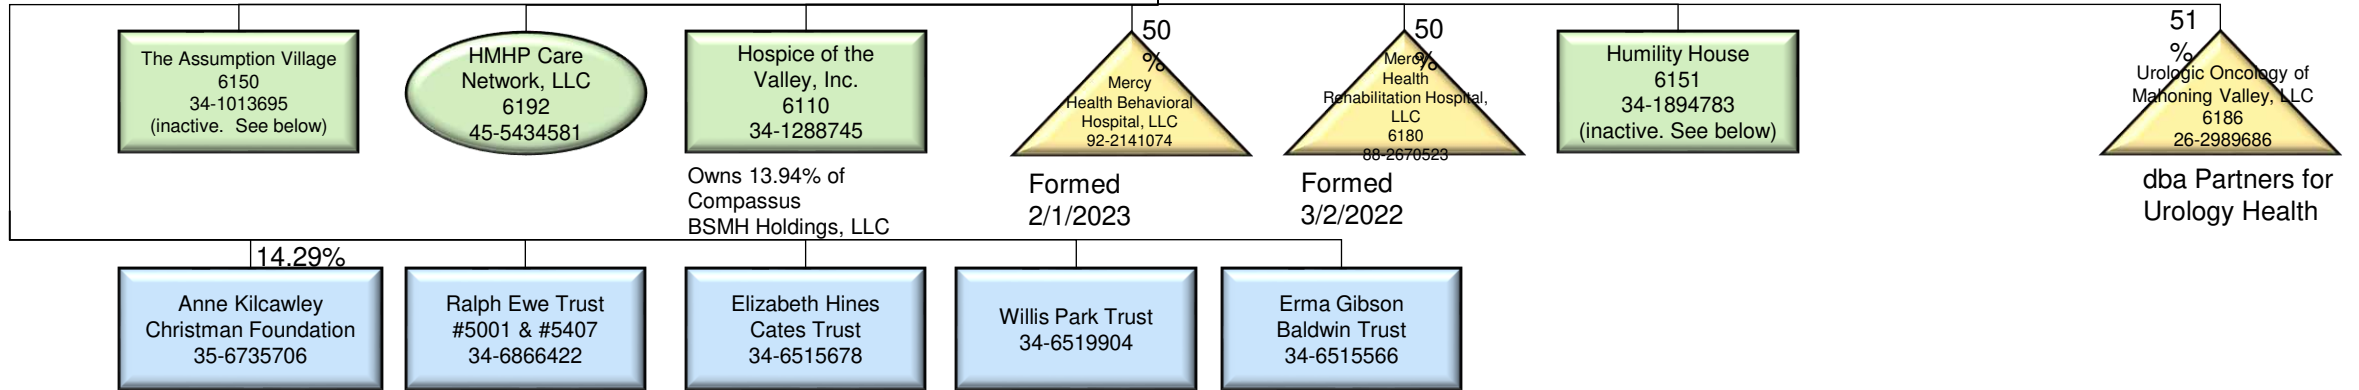 The Assumption Village
6150
34-1013695
(inactive.  See below)
HMHP Care
Network, LLC
6192
45-5434581
Hospice of the
Valley, Inc.
6110
34-1288745
Owns 13.94% of
Compassus
BSMH Holdings, LLC
50
%
Mercy
Health Behavioral
Hospital, LLC
92-2141074
Formed
2/1/2023
50
%
Mercy
Health
Rehabilitation Hospital,
LLC
6180
88-2670523
Formed
3/2/2022
Humility House
6151
34-1894783
(inactive. See below)
51
%
Urologic Oncology of
Mahoning Valley, LLC
6186
26-2989686
dba Partners for
Urology Health
14.29%
Anne Kilcawley
Christman Foundation
35-6735706
Ralph Ewe Trust
#5001 & #5407
34-6866422
Elizabeth Hines
Cates Trust
34-6515678
Willis Park Trust
34-6519904
Erma Gibson
Baldwin Trust
34-6515566